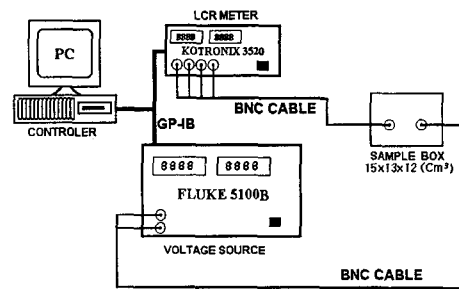 LCR METER
8888 8888
KOTRONIX 3520
PC
BNC CABLE
CONTROLER
GP-IB
SAMPLE BOX
15x13x12 (Cm³)
8888 8888
FLUKE 5100B
VOLTAGE SOURCE
BNC CABLE